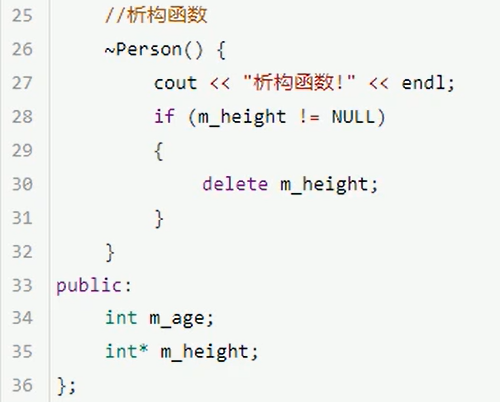 25 //析构函数
26 ~Person() {
27 cout << "析构函数!" << endl;
28 if (m_height != NULL)
29 {
30 delete m_height;
31 }
32 }
33 public:
34 int m_age;
35 int* m_height;
36 };